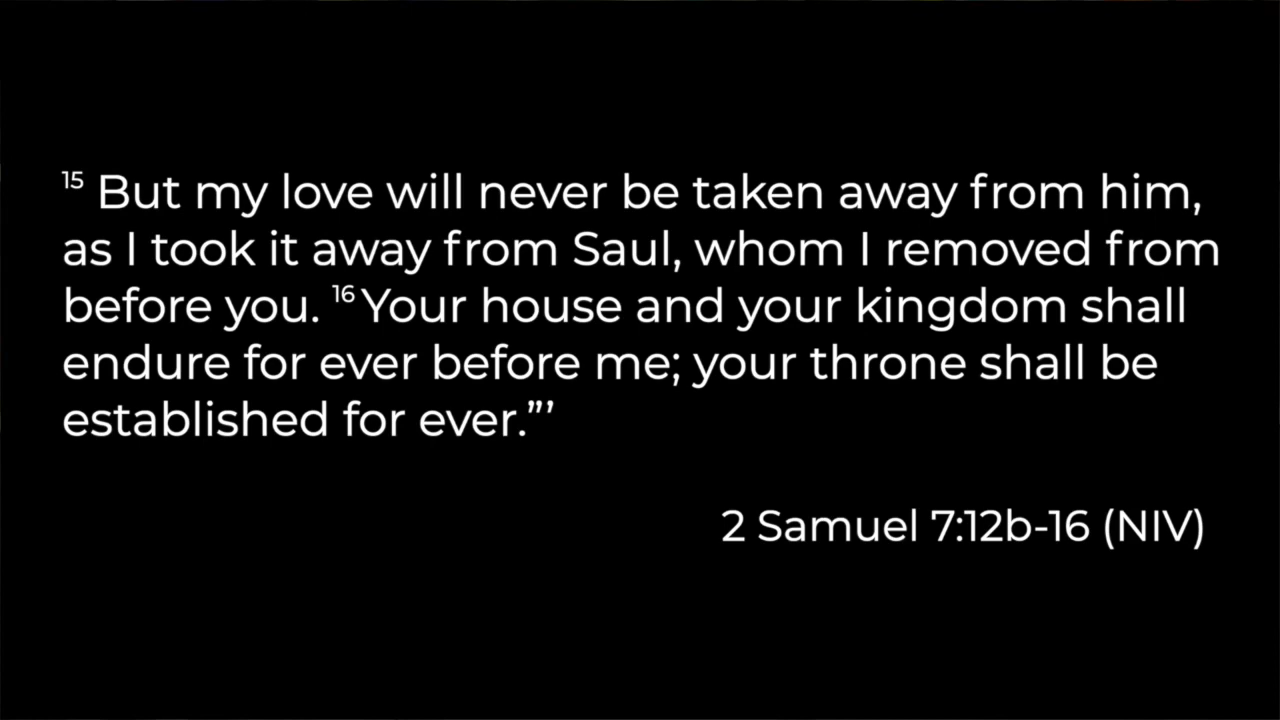 15 But my love will never be taken away from him,
as I took it away from Saul, whom I removed from
before you. 16 Your house and your kingdom shall
endure for ever before me; your throne shall be
established for ever.”’
2 Samuel 7:12b-16 (NIV)